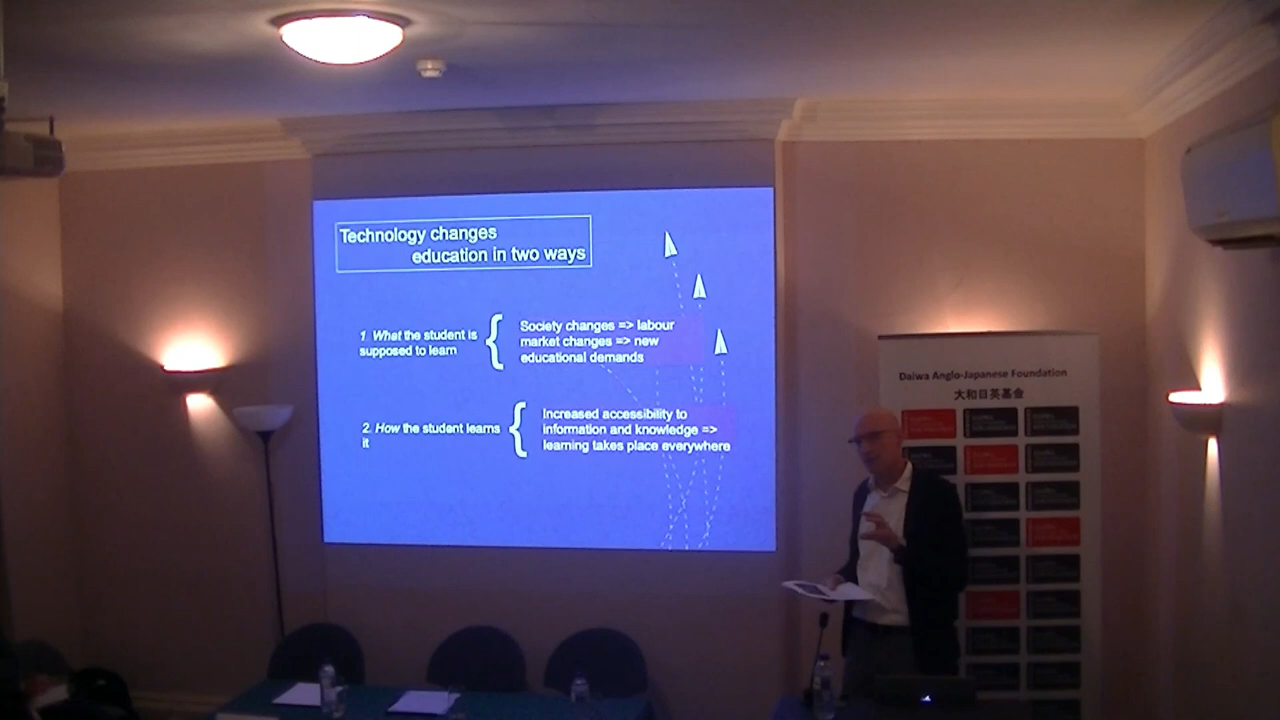 Technology changes
education in two ways
1. What the student is
supposed to learn
{
Society changes => labour
market changes => new
educational demands
2. How the student learns
it
{
Increased accessibility to
information and knowledge =>
learning takes place everywhere
Daiwa Anglo-Japanese Foundation
大和日英基金